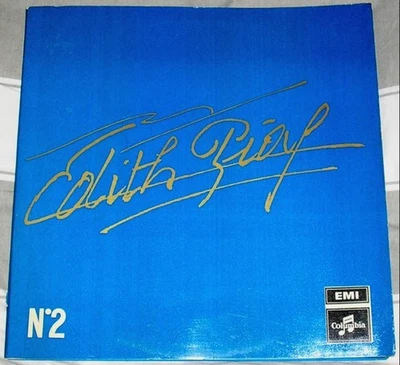 Edith Piaf
N°2
EMI
Columbia